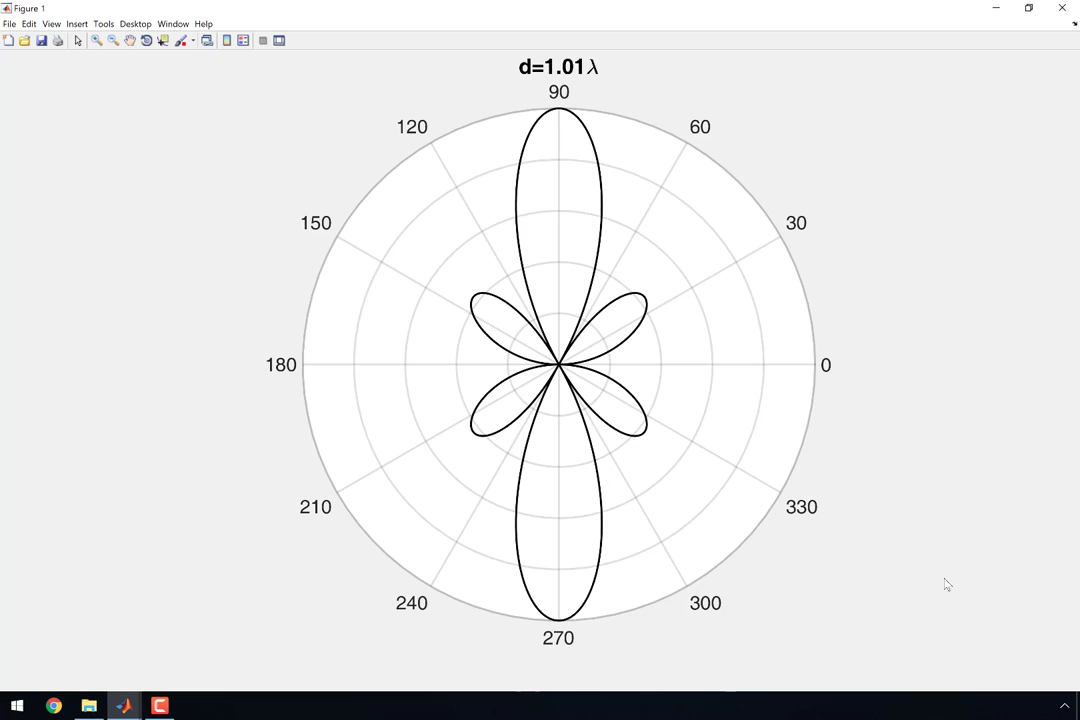 Figure 1
File Edit View Insert Tools Desktop Window Help
d=1.01λ
90
120 60
150 30
180 0
210 330
240 300
270